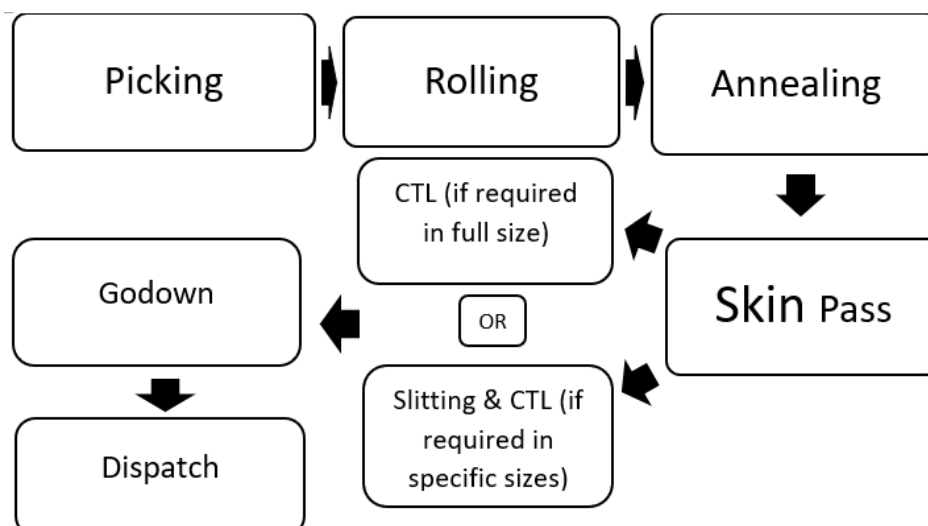 Picking
Rolling
Annealing
CTL (if required
in full size)
Skin Pass
OR
Slitting & CTL (if
required in
specific sizes)
Godown
Dispatch